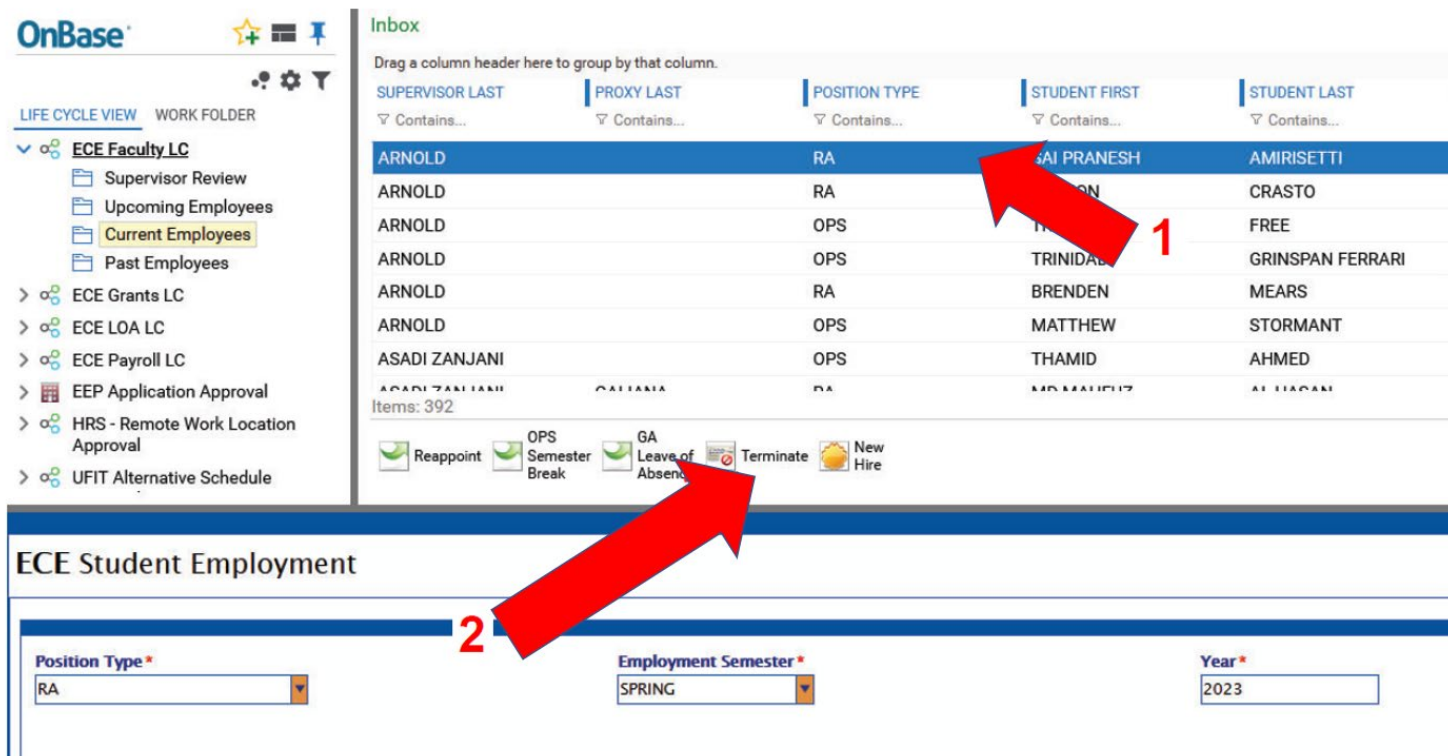 OnBase
LIFE CYCLE VIEW WORK FOLDER
ECE Faculty LC
Supervisor Review
Upcoming Employees
Current Employees
Past Employees
ECE Grants LC
ECE LOA LC
ECE Payroll LC
EEP Application Approval
HRS - Remote Work Location
Approval
UFIT Alternative Schedule
Inbox
Drag a column header here to group by that column.
SUPERVISOR LAST PROXY LAST POSITION TYPE STUDENT FIRST STUDENT LAST
Contains... Contains... Contains... Contains... Contains...
ARNOLD RA SAI PRANESH AMIRISETTI
ARNOLD RA CRASTO
ARNOLD OPS FREE
ARNOLD OPS GRINSPAN FERRARI
ARNOLD RA BRENDEN MEARS
ARNOLD OPS MATTHEW STORMANT
ASADI ZANJANI OPS THAMID AHMED
Items: 392
Reappoint
OPS
Semester
Break
GA
Leave of
Terminate
New
Hire
1
2
ECE Student Employment
Position Type* Employment Semester* Year*
RA SPRING 2023